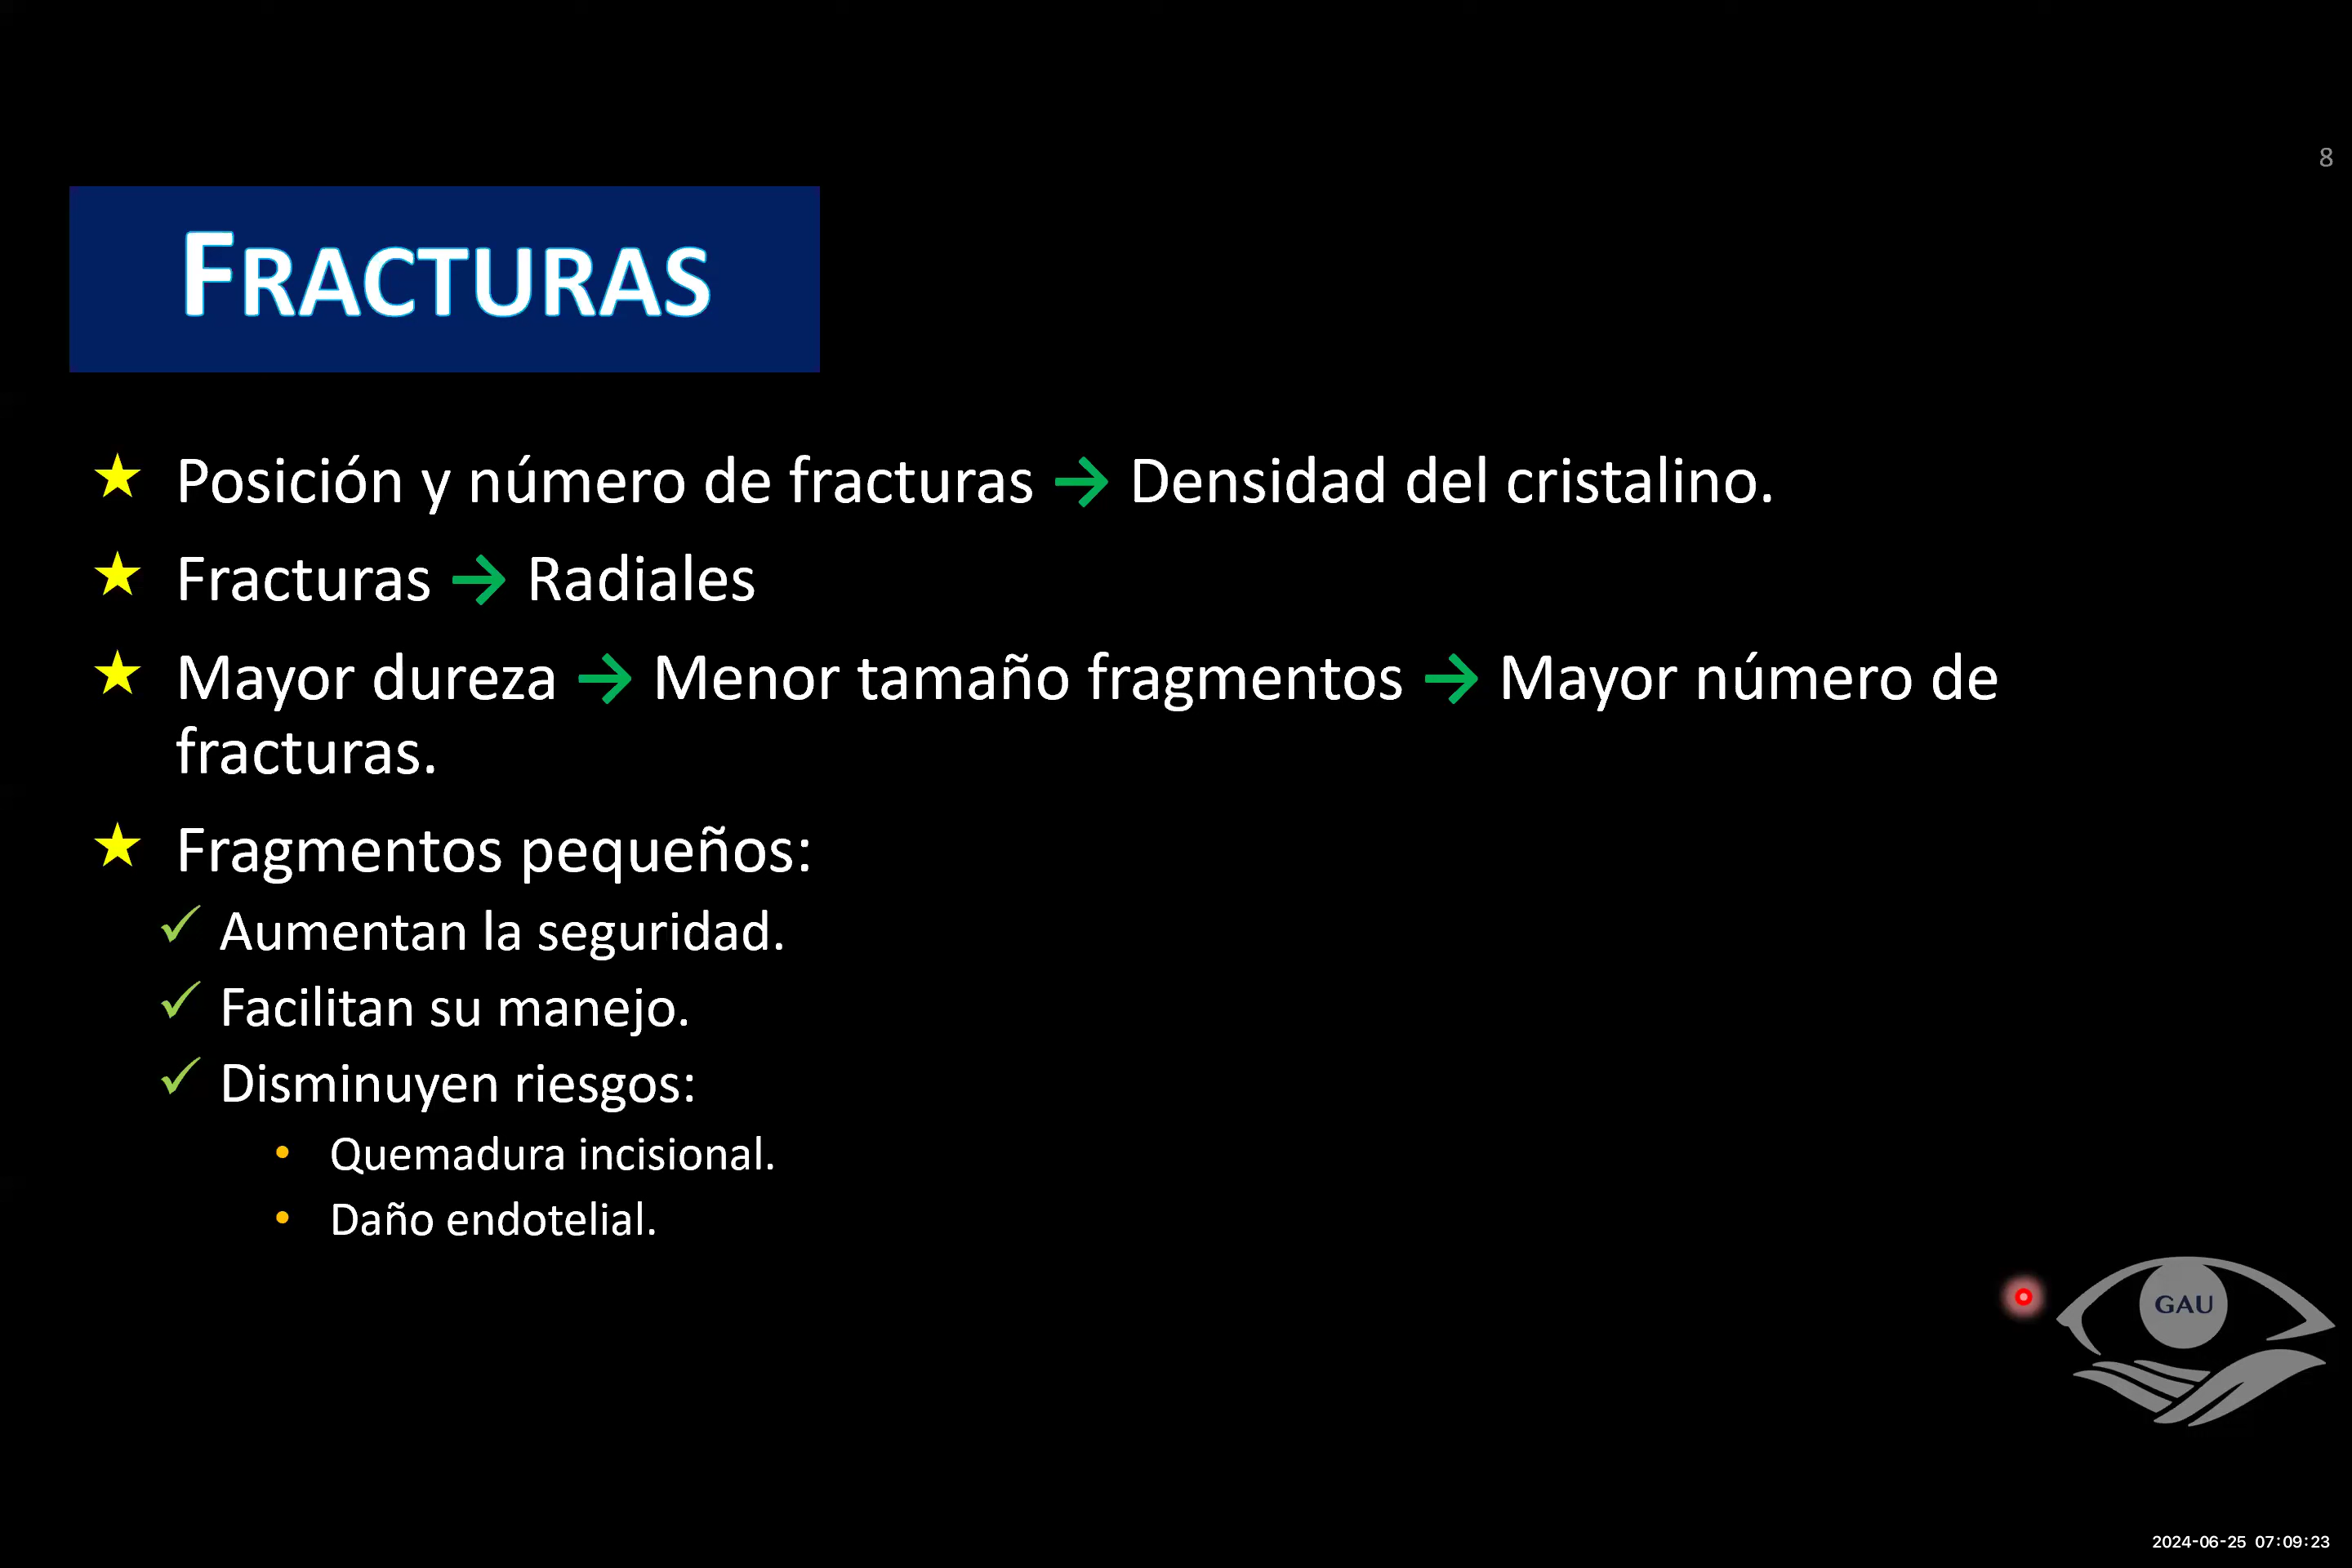 8
FRACTURAS
★ Posición y número de fracturas → Densidad del cristalino.
★ Fracturas → Radiales
★ Mayor dureza → Menor tamaño fragmentos → Mayor número de
fracturas.
★ Fragmentos pequeños:
✓ Aumentan la seguridad.
✓ Facilitan su manejo.
✓ Disminuyen riesgos:
• Quemadura incisional.
• Daño endotelial.
GAU
2024-06-25 07:09:23